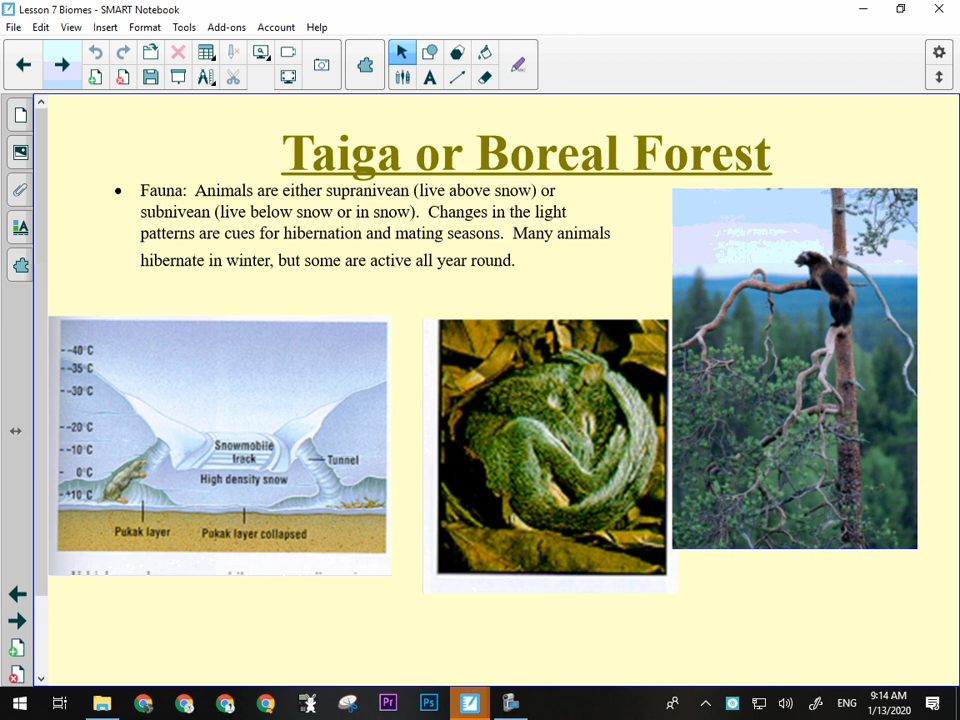 Lesson 7 Biomes - SMART Notebook
File Edit View Insert Format Tools Add-ons Account Help
Taiga or Boreal Forest
• Fauna: Animals are either supranivean (live above snow) or
subnivean (live below snow or in snow). Changes in the light
patterns are cues for hibernation and mating seasons. Many animals
hibernate in winter, but some are active all year round.
-40°C
-35°C
-30°C
-20°C
-10°C
0°C
+10°C
Snowmobile
track
Tunnel
High density snow
Pukak layer
Pukak layer collapsed
Pr
Ps
ENG
9:14 AM
1/13/2020